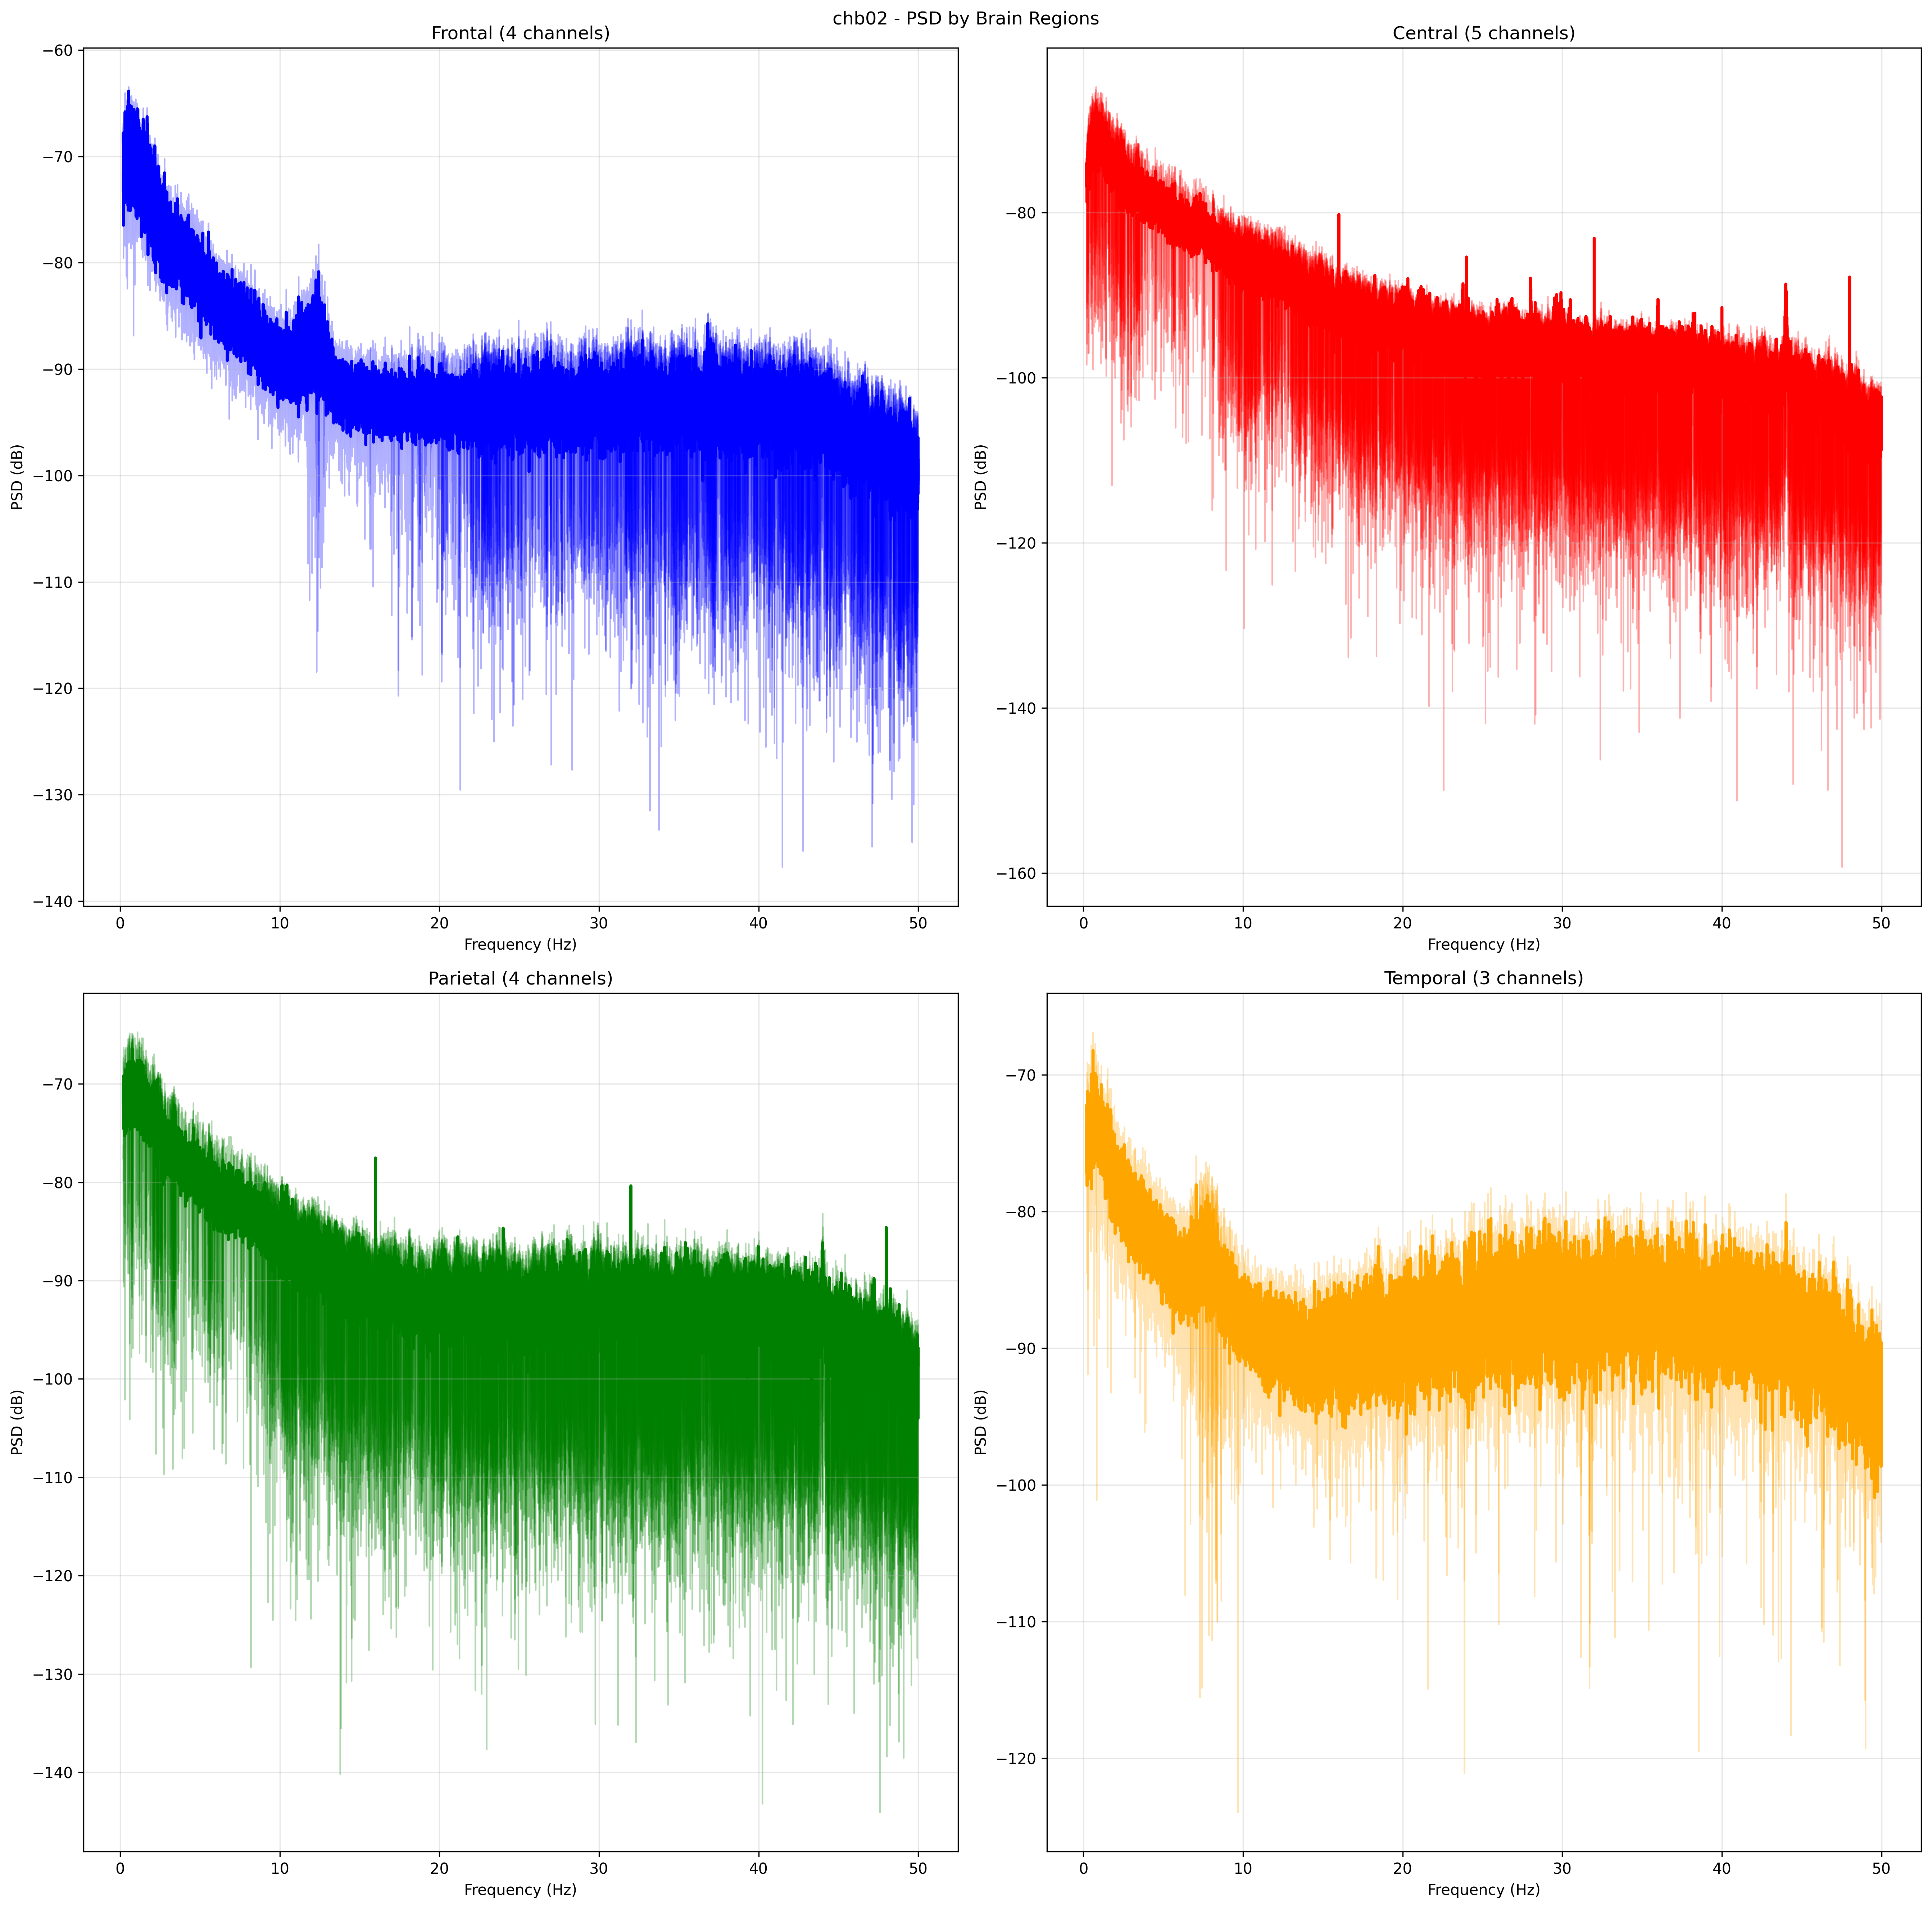 chb02 - PSD by Brain Regions
Frontal (4 channels)
−60
−70
−80
−90
−100
−110
−120
−130
−140
PSD (dB)
0 10 20 30 40 50
Frequency (Hz)
Central (5 channels)
−80
−100
−120
−140
−160
PSD (dB)
0 10 20 30 40 50
Frequency (Hz)
Parietal (4 channels)
−70
−80
−90
−100
−110
−120
−130
−140
PSD (dB)
0 10 20 30 40 50
Frequency (Hz)
Temporal (3 channels)
−70
−80
−90
−100
−110
−120
PSD (dB)
0 10 20 30 40 50
Frequency (Hz)